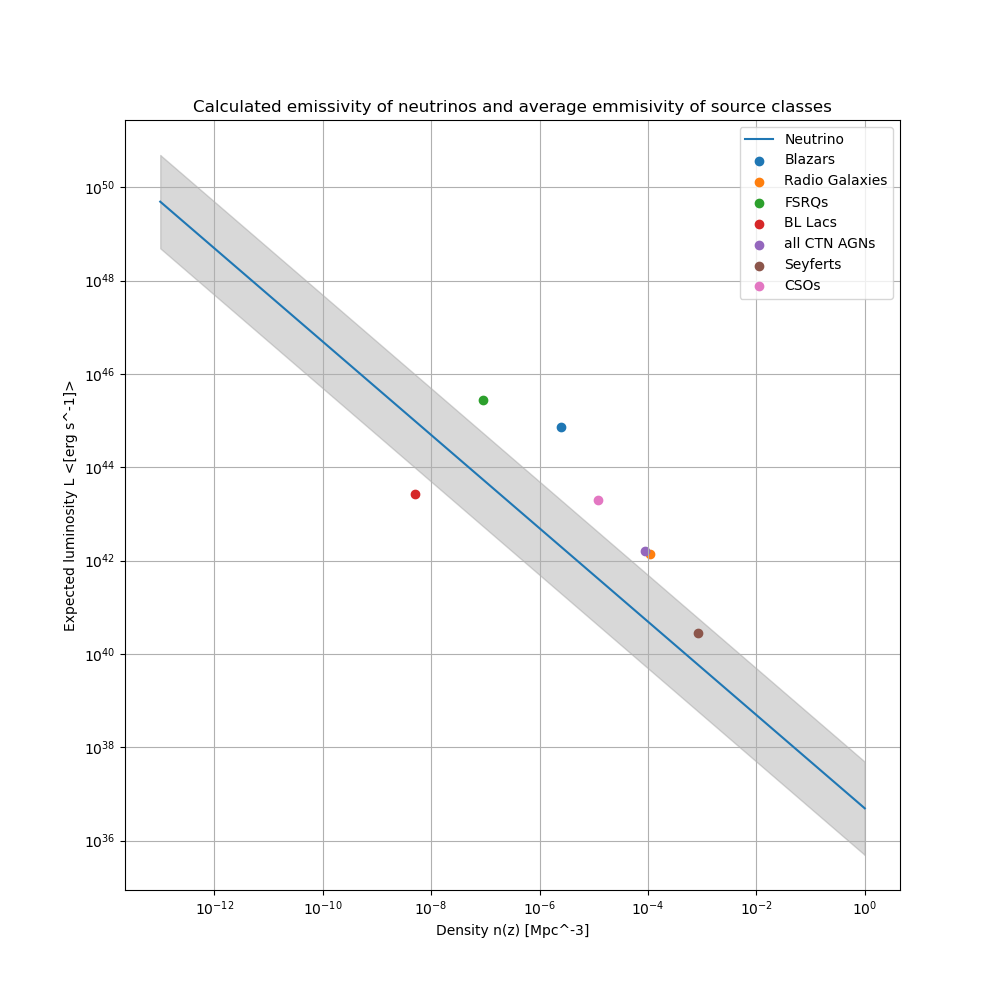 Calculated emissivity of neutrinos and average emmisivity of source classes
Neutrino
Blazars
Radio Galaxies
FSRQs
BL Lacs
all CTN AGNs
Seyferts
CSOs
Expected luminosity L <[erg s^-1]>
10^50
10^48
10^46
10^44
10^42
10^40
10^38
10^36
10^-12 10^-10 10^-8 10^-6 10^-4 10^-2 10^0
Density n(z) [Mpc^-3]